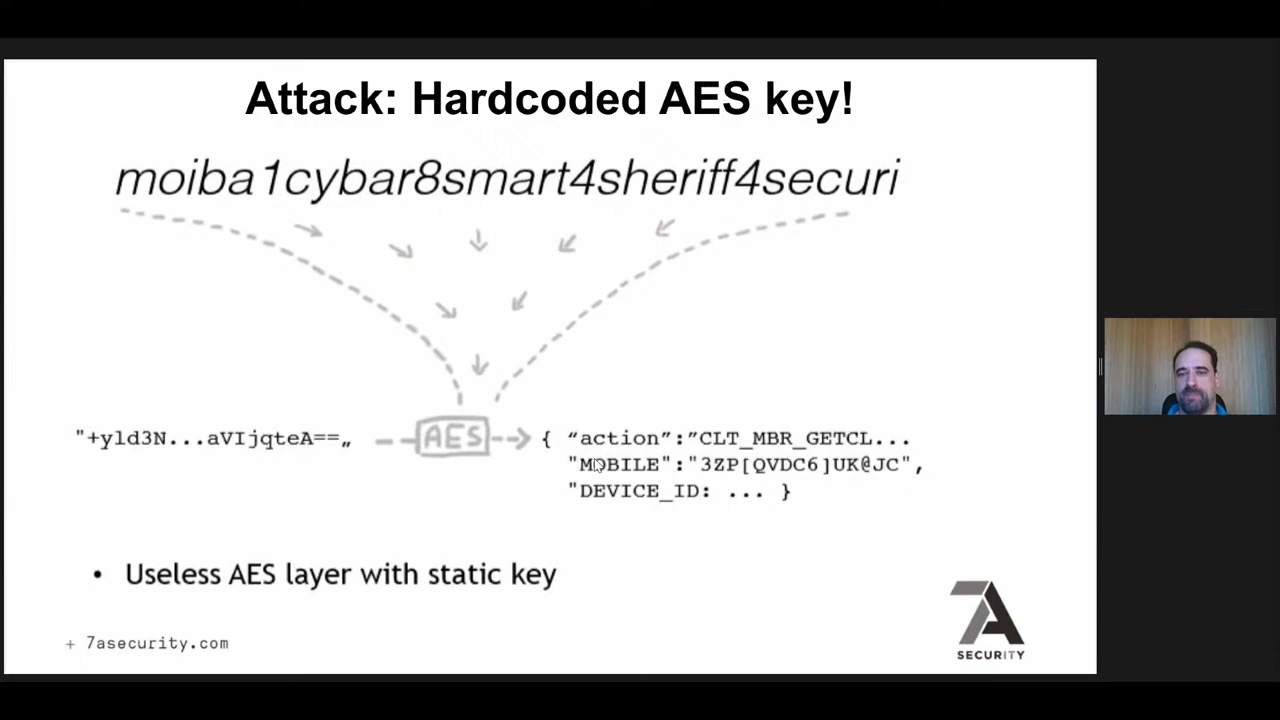 Attack: Hardcoded AES key!
moiba1cybar8smart4sheriff4securi
"+yld3N...aVIjqteA==„ AES { “action”:”CLT_MBR_GETCL...
"MOBILE":"3ZP[QVDC6]UK@JC",
"DEVICE_ID: ... }
• Useless AES layer with static key
+ 7asecurity.com
7A
SECURITY